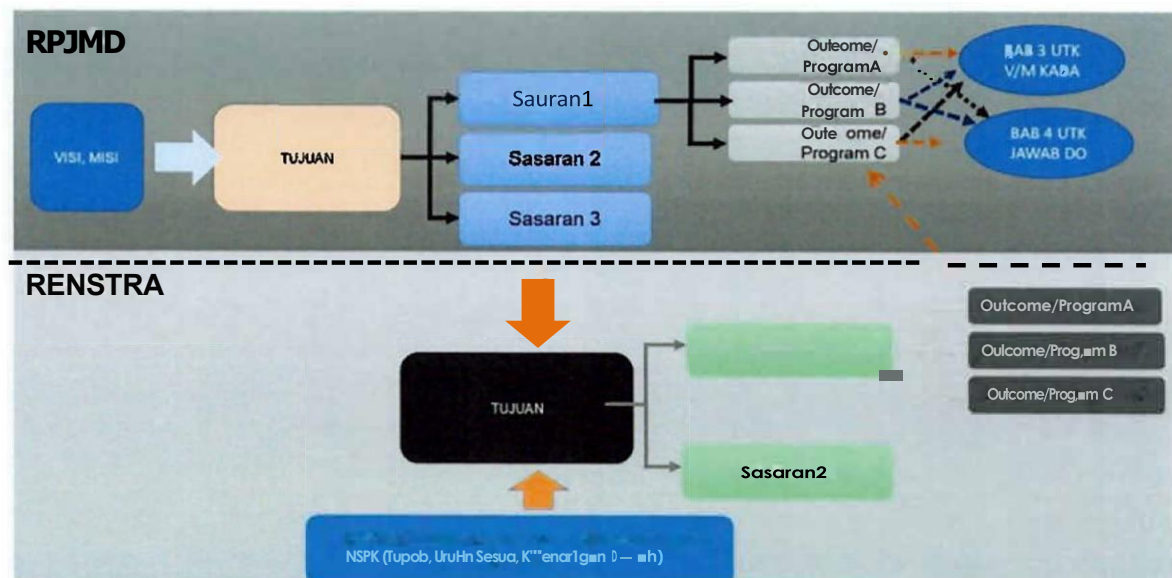 RPJMD
VISI, MISI
TUJUAN
Sauran1
Sasaran 2
Sasaran 3
Outeome/
ProgramA
Outcome/
Program B
Oute ome/
Program C
BAB 3 UTK
V/M KADA
BAB 4 UTK
JAWAB DO
RENSTRA
TUJUAN
Sasaran2
Outcome/ProgramA
Oulcome/Prog,■m B
Outcome/Prog,■m C
NSPK (Tupob, UruHn Sesua,